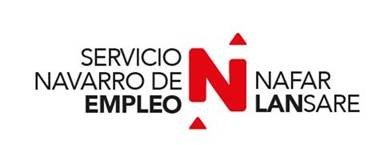 SERVICIO
NAVARRO DE
EMPLEO
N
NAFAR
LANSARE